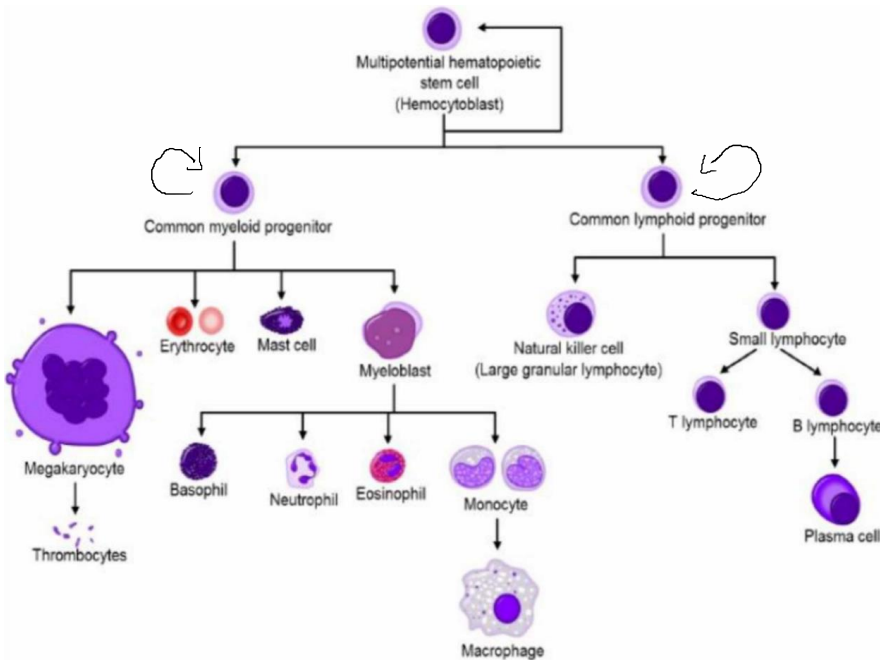 Multipotential hematopoietic
stem cell
(Hemocytoblast)
Common myeloid progenitor
Common lymphoid progenitor
Erythrocyte
Mast cell
Myeloblast
Natural killer cell
(Large granular lymphocyte)
Small lymphocyte
T lymphocyte
B lymphocyte
Megakaryocyte
Basophil
Neutrophil
Eosinophil
Monocyte
Plasma cell
Thrombocytes
Macrophage